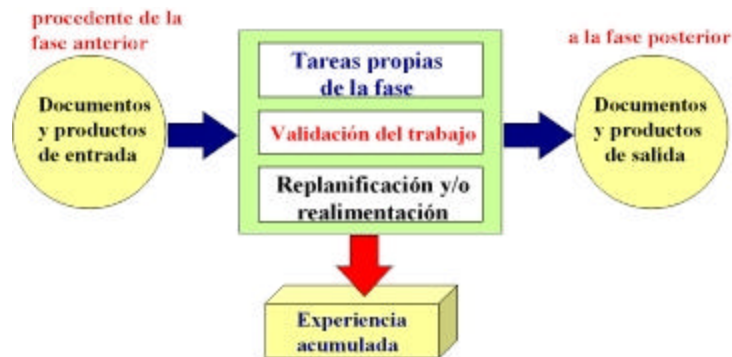 procedente de la
fase anterior
Documentos
y productos
de entrada
Tareas propias
de la fase
Validación del trabajo
Replanificación y/o
realimentación
a la fase posterior
Documentos
y productos
de salida
Experiencia
acumulada